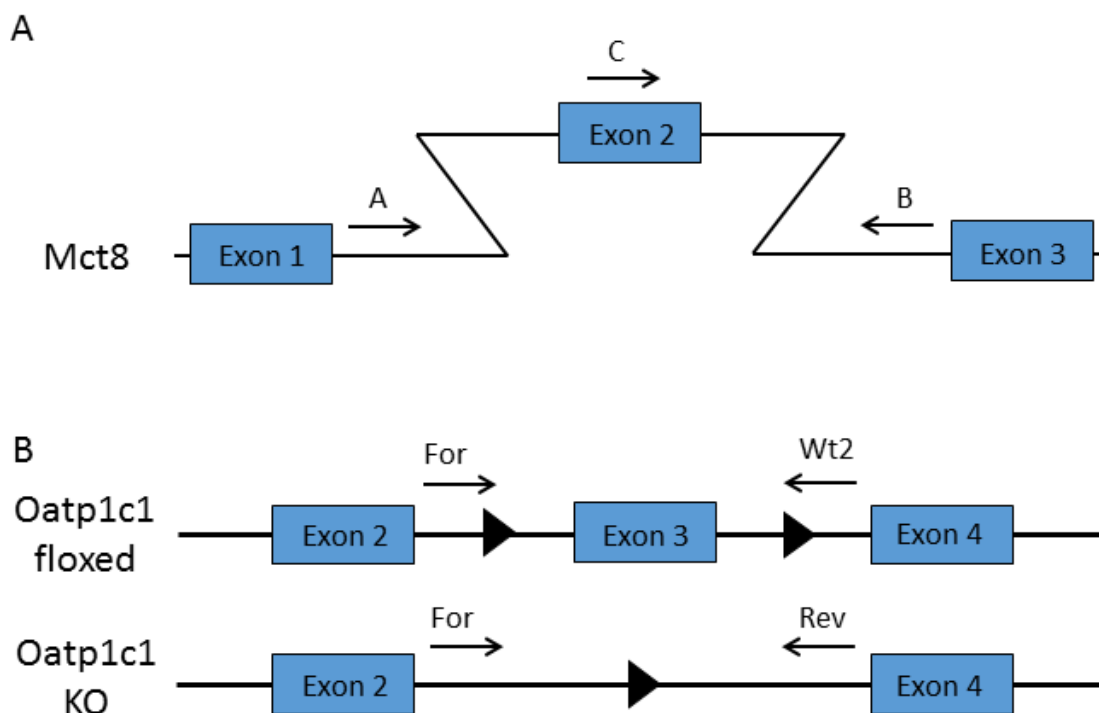 A
C
Exon 2
A
B
Mct8
Exon 1
Exon 3
B
For
Wt2
Oatp1c1
floxed
Exon 2
Exon 3
Exon 4
For
Rev
Oatp1c1
KO
Exon 2
Exon 4